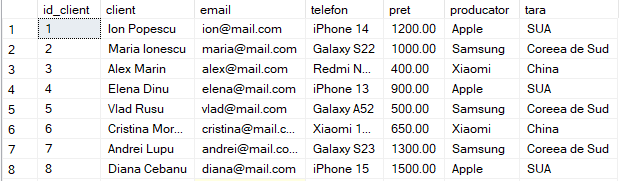 id_client client email telefon pret producator tara
1 1 Ion Popescu ion@mail.com iPhone 14 1200.00 Apple SUA
2 2 Maria Ionescu maria@mail.com Galaxy S22 1000.00 Samsung Coreea de Sud
3 3 Alex Marin alex@mail.com Redmi N... 400.00 Xiaomi China
4 4 Elena Dinu elena@mail.com iPhone 13 900.00 Apple SUA
5 5 Vlad Rusu vlad@mail.com Galaxy A52 500.00 Samsung Coreea de Sud
6 6 Cristina Mor... cristina@mail.c... Xiaomi 1... 650.00 Xiaomi China
7 7 Andrei Lupu andrei@mail.co... Galaxy S23 1300.00 Samsung Coreea de Sud
8 8 Diana Cebanu diana@mail.com iPhone 15 1500.00 Apple SUA